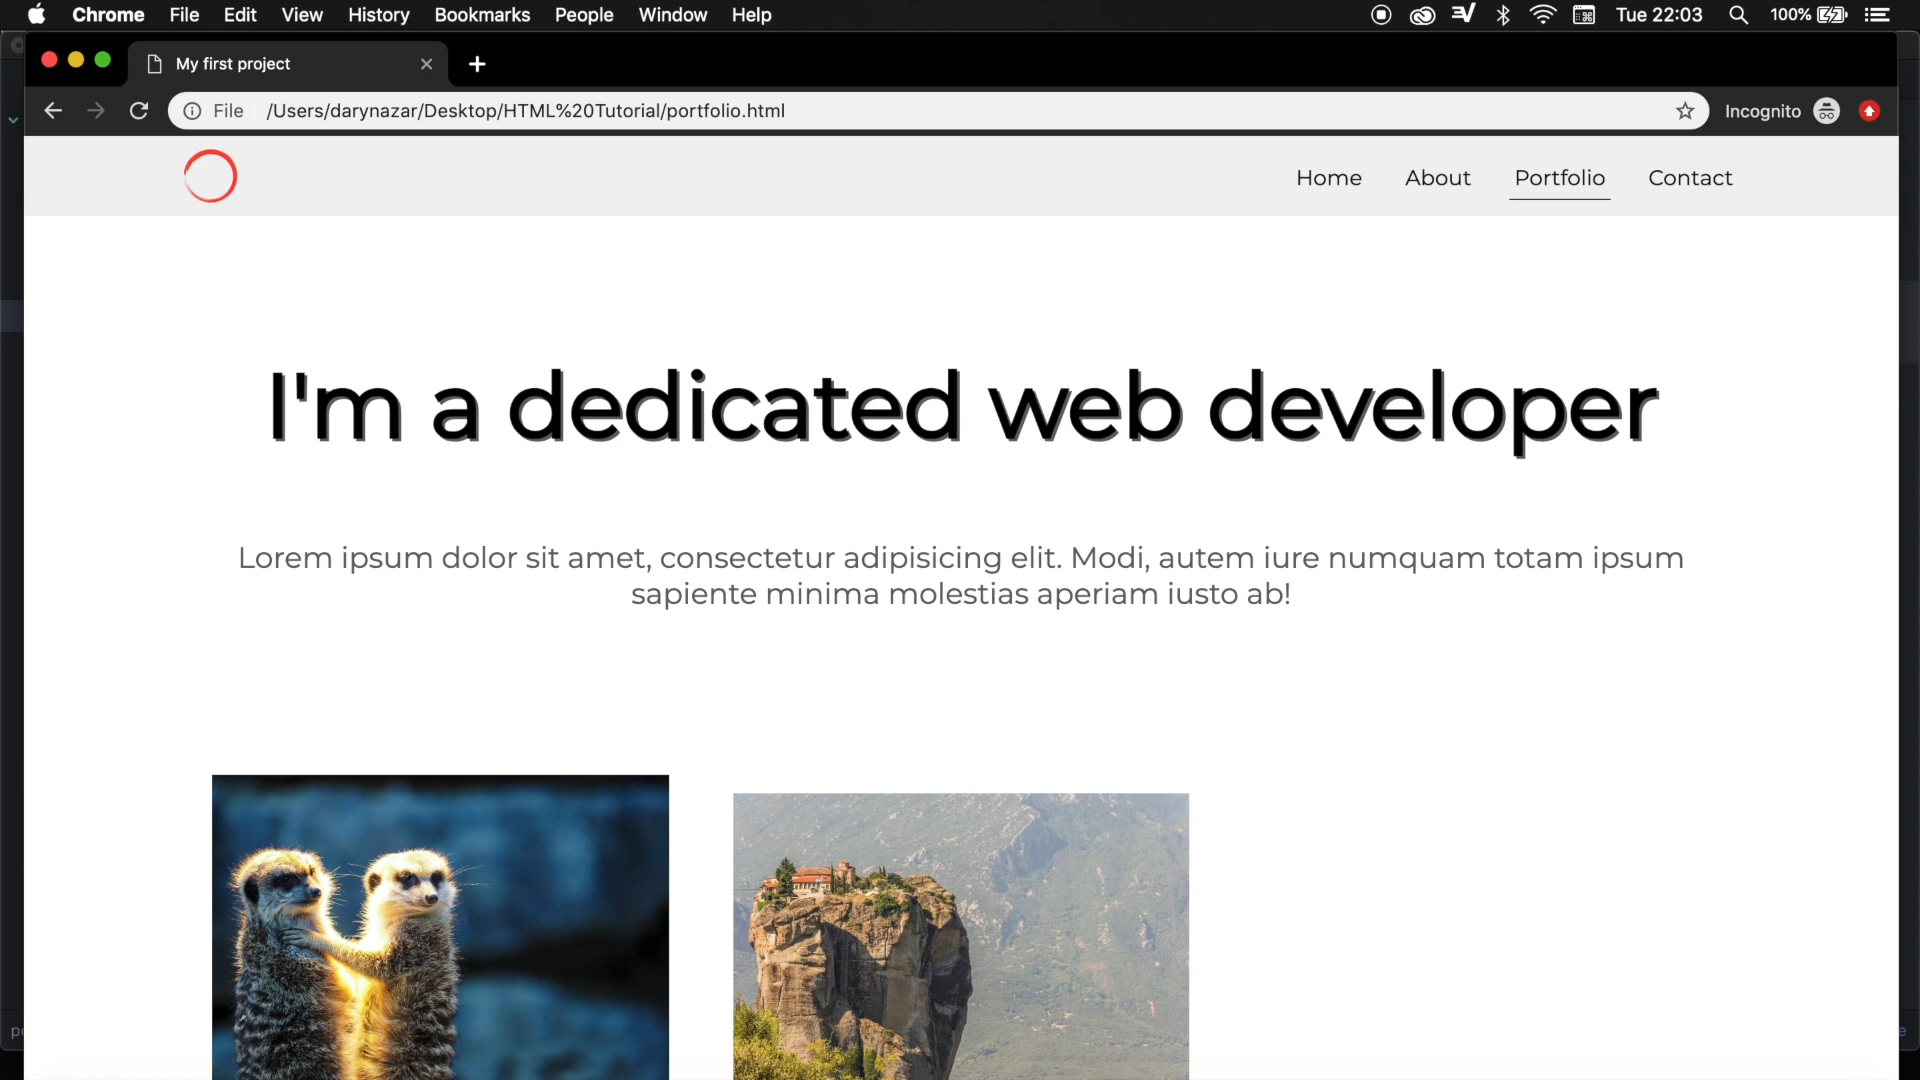 Chrome File Edit View History Bookmarks People Window Help Tue 22:03 100%
My first project
File /Users/darynazar/Desktop/HTML%20Tutorial/portfolio.html Incognito
Home About Portfolio Contact
I'm a dedicated web developer
Lorem ipsum dolor sit amet, consectetur adipisicing elit. Modi, autem iure numquam totam ipsum
sapiente minima molestias aperiam iusto ab!